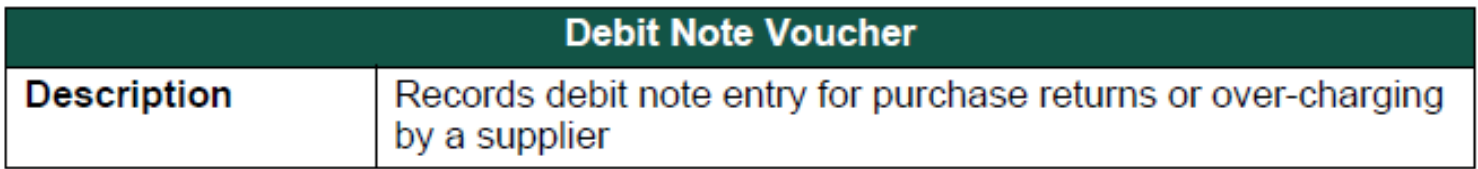 Debit Note Voucher
Description
Records debit note entry for purchase returns or over-charging
by a supplier